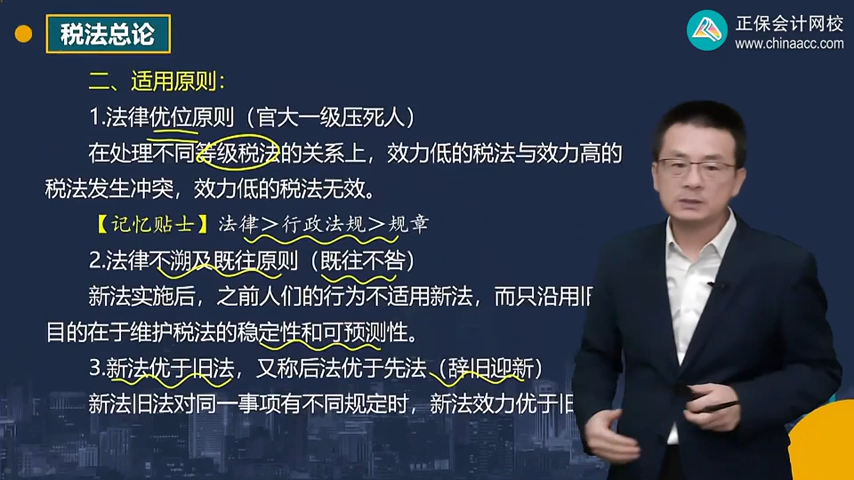 税法总论
正保会计网校
www.chinaacc.com
二、适用原则：
1.法律优位原则（官大一级压死人）
在处理不同等级税法的关系上，效力低的税法与效力高的
税法发生冲突，效力低的税法无效。
【记忆贴士】法律＞行政法规＞规章
2.法律不溯及既往原则（既往不咎）
新法实施后，之前人们的行为不适用新法，而只沿用旧
目的在于维护税法的稳定性和可预测性。
3.新法优于旧法，又称后法优于先法（辞旧迎新）
新法旧法对同一事项有不同规定时，新法效力优于旧